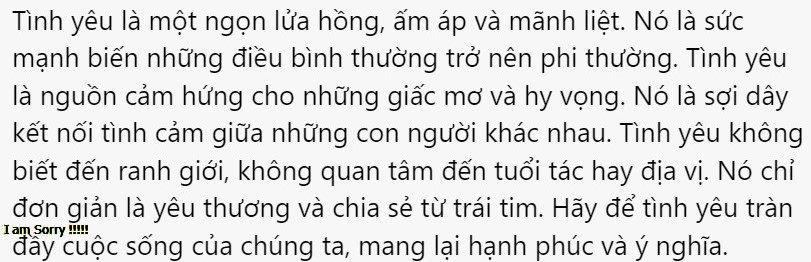 Tình yêu là một ngọn lửa hồng, ấm áp và mãnh liệt. Nó là sức
mạnh biến những điều bình thường trở nên phi thường. Tình yêu
là nguồn cảm hứng cho những giấc mơ và hy vọng. Nó là sợi dây
kết nối tình cảm giữa những con người khác nhau. Tình yêu không
biết đến ranh giới, không quan tâm đến tuổi tác hay địa vị. Nó chỉ
đơn giản là yêu thương và chia sẻ từ trái tim. Hãy để tình yêu tràn
I am Sorry !!!!!
đầy cuộc sống của chúng ta, mang lại hạnh phúc và ý nghĩa.